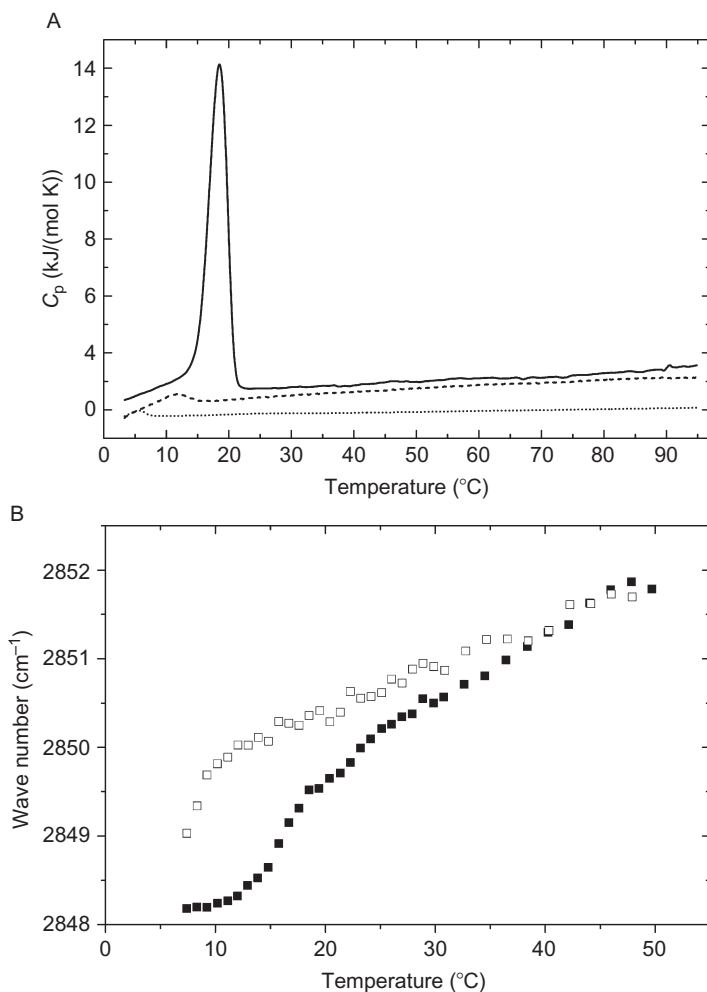 A
C_p (kJ/(mol K))
14
12
10
8
6
4
2
0
0 10 20 30 40 50 60 70 80 90
Temperature (°C)
B
Wave number (cm⁻¹)
2852
2851
2850
2849
2848
0 10 20 30 40 50
Temperature (°C)